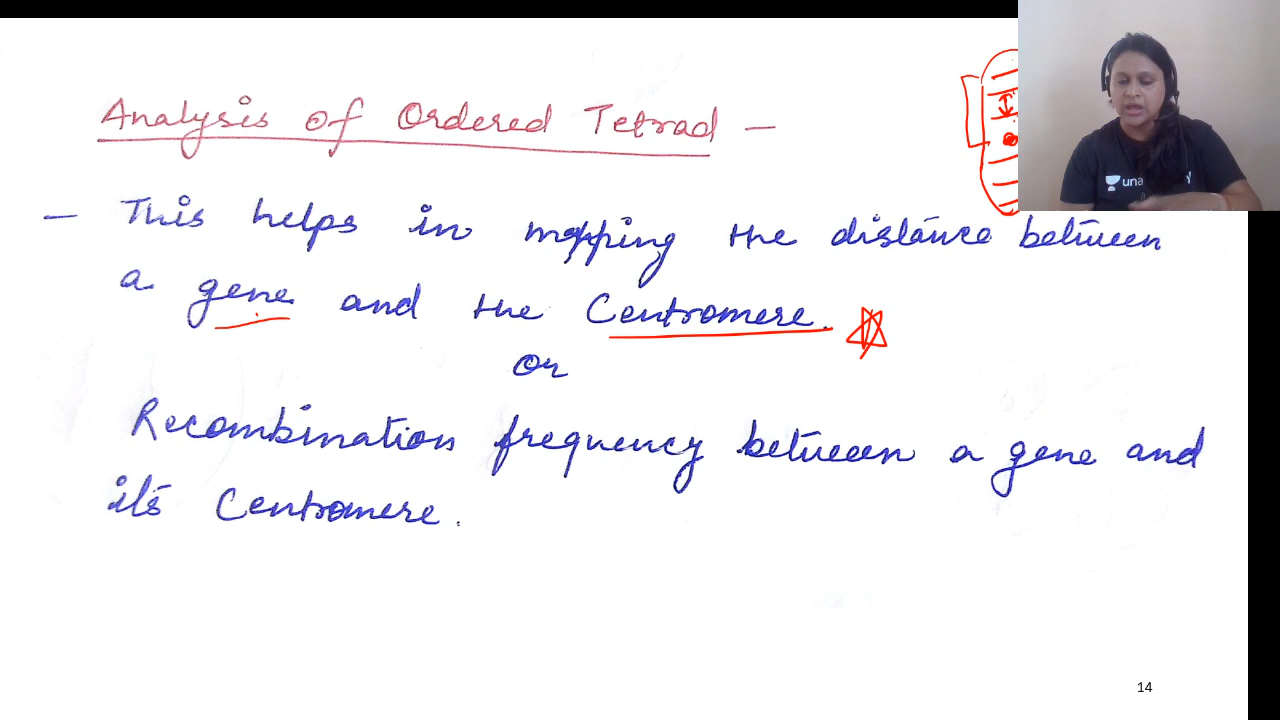 Analysis of Ordered Tetrad —
— This helps in mapping the distance between
a gene and the Centromere.
or
Recombination frequency between a gene and
its Centromere.
una
14